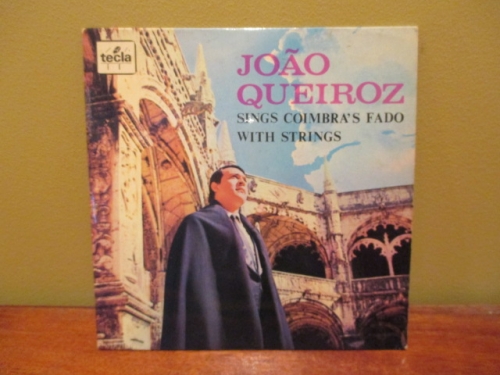 tecla
JOÃO
QUEIROZ
SINGS COIMBRA'S FADO
WITH STRINGS